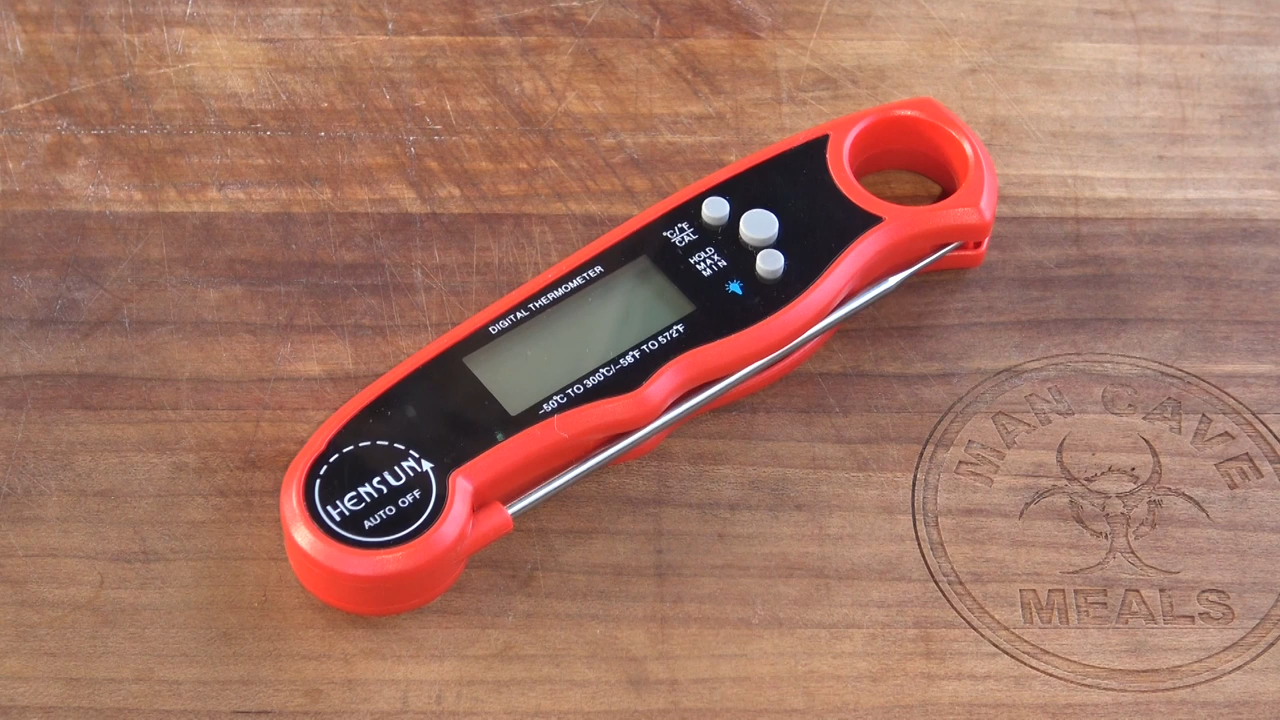 °C/°F
CAL
HOLD
MAX
MIN
DIGITAL THERMOMETER
-50°C TO 300°C/-58°F TO 572°F
HENSUN
AUTO OFF
MAN CAVE
MEALS